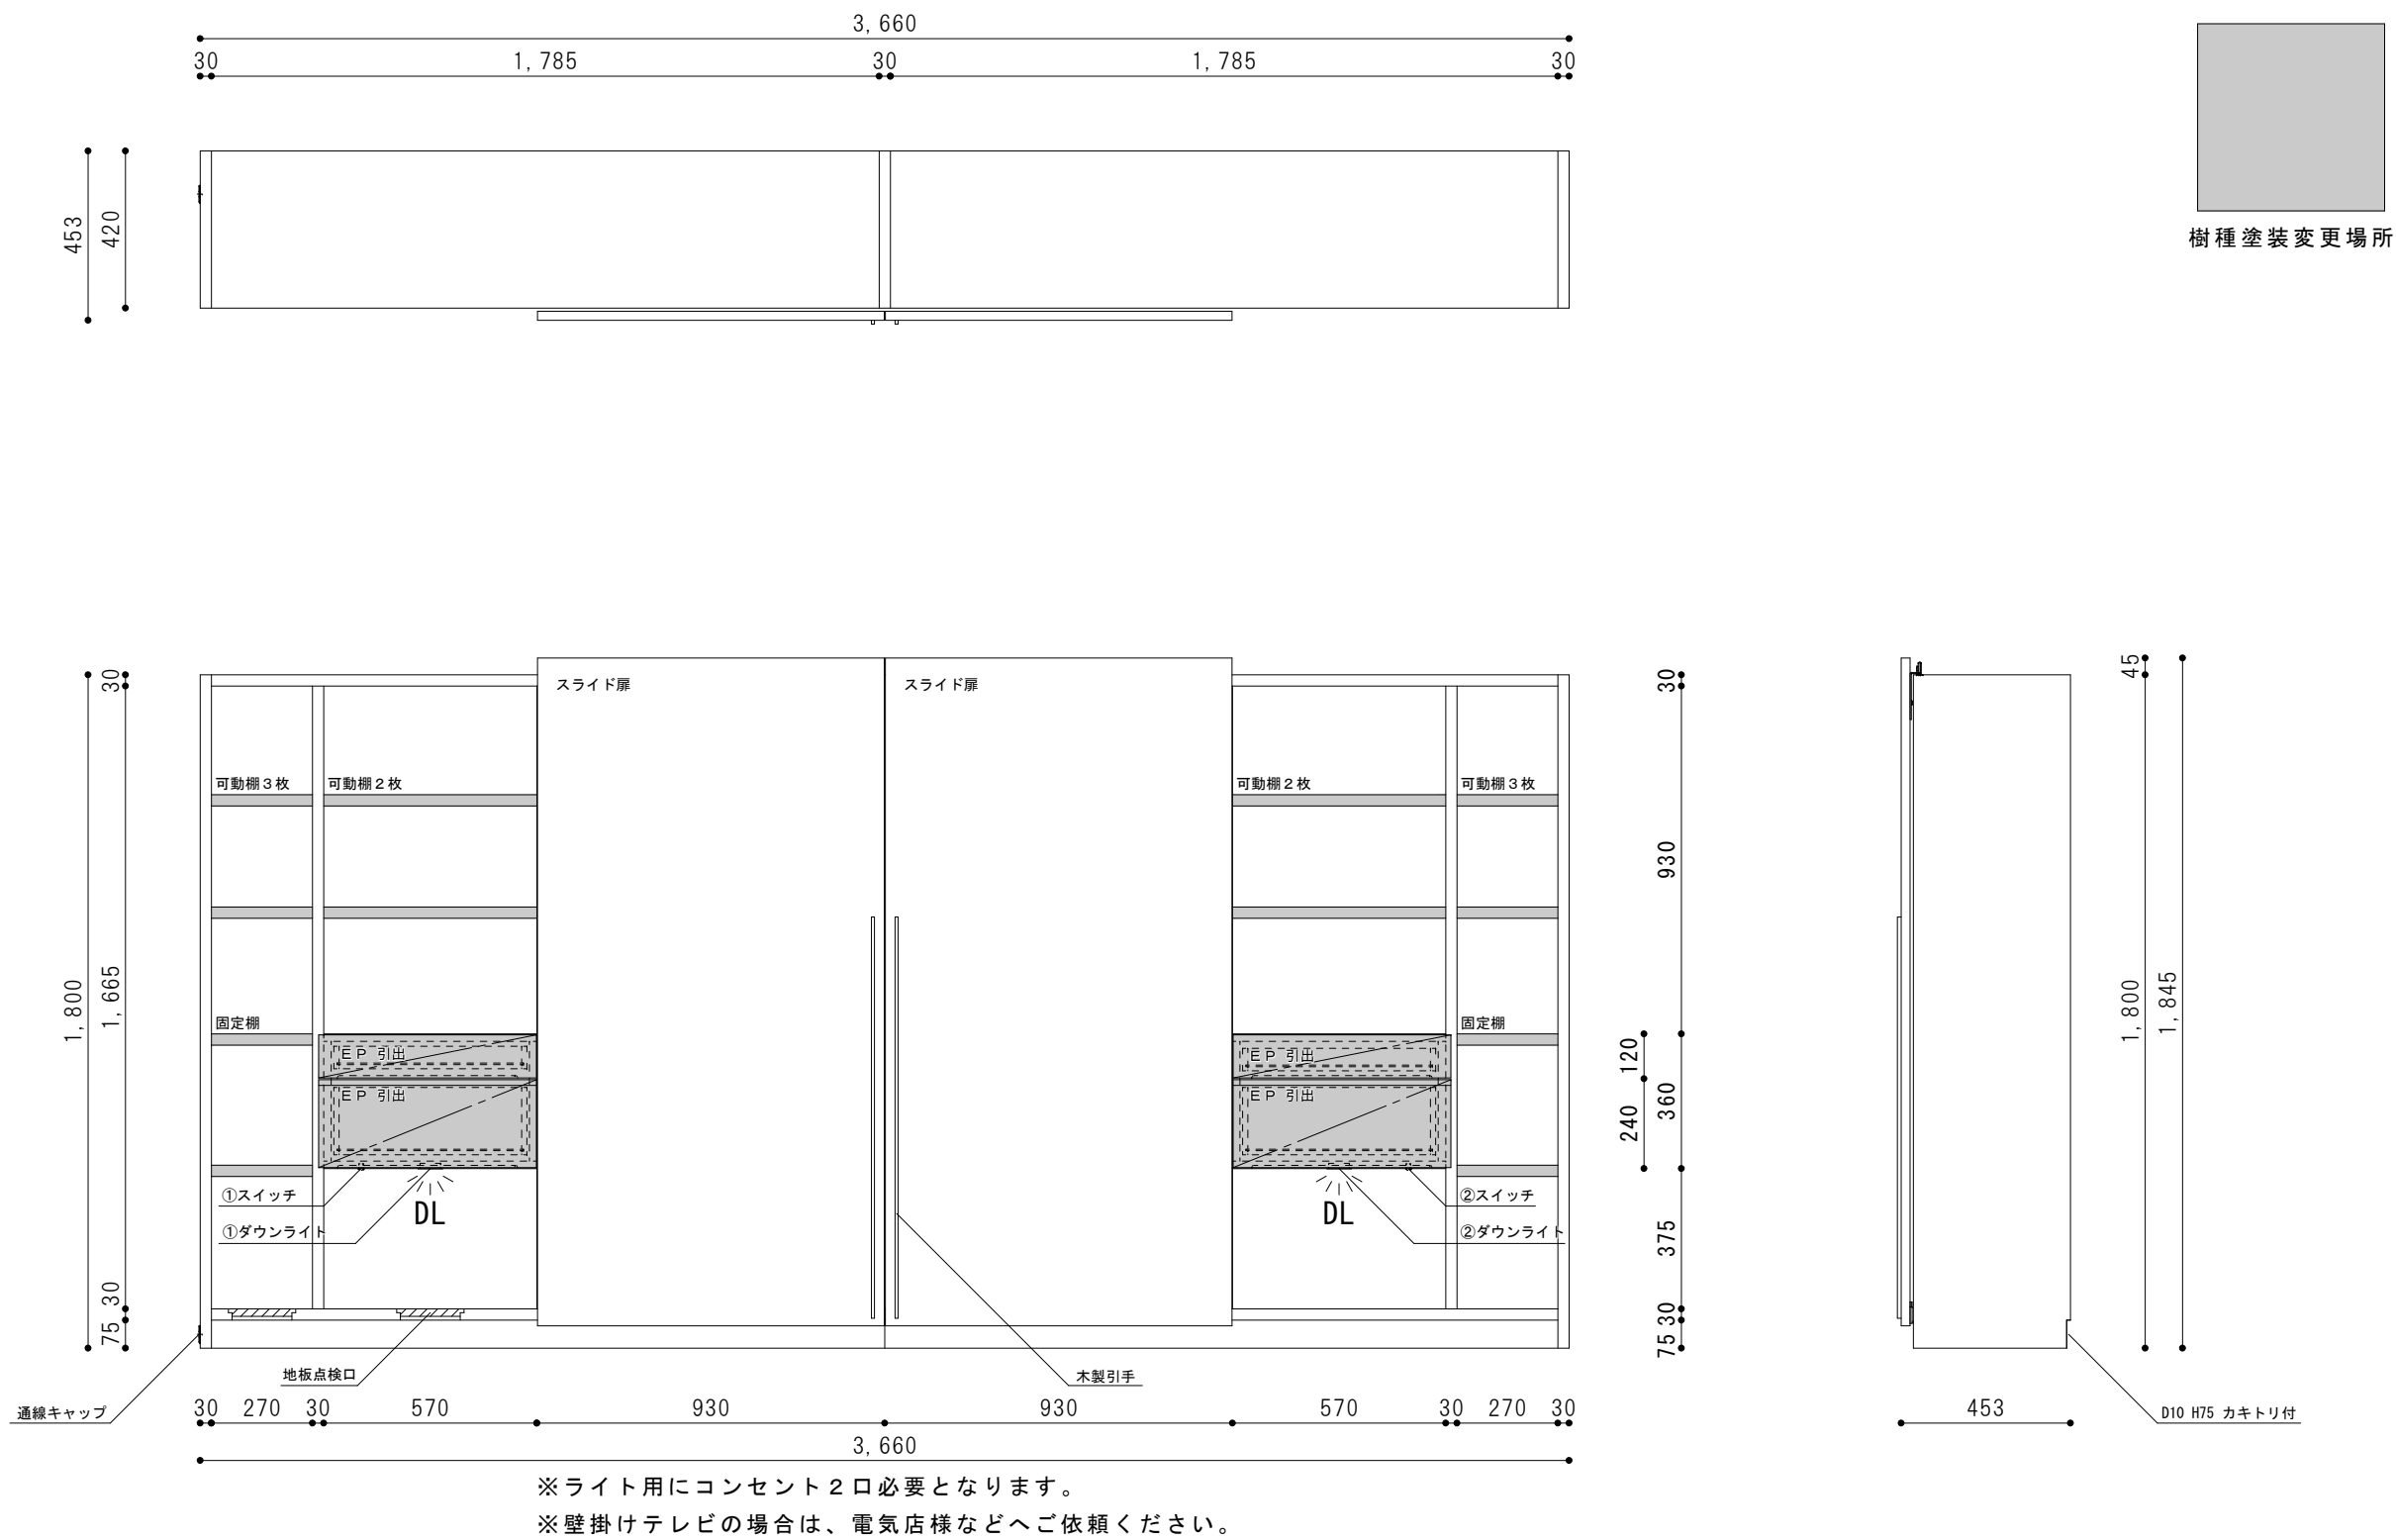 3,660
30 1,785 30 1,785 30
453
420
樹種塗装変更場所
スライド扉
スライド扉
30
1,665
1,800
30
75
可動棚３枚
可動棚２枚
可動棚２枚
可動棚３枚
固定棚
固定棚
ＥＰ 引出
ＥＰ 引出
ＥＰ 引出
ＥＰ 引出
①スイッチ
①ダウンライト
DL
DL
②スイッチ
②ダウンライト
30
930
120
240
360
375
30
75
45
1,800
1,845
地板点検口
木製引手
通線キャップ
D10 H75 カキトリ付
30 270 30 570 930 930 570 30 270 30
453
3,660
※ライト用にコンセント２口必要となります。
※壁掛けテレビの場合は、電気店様などへご依頼ください。